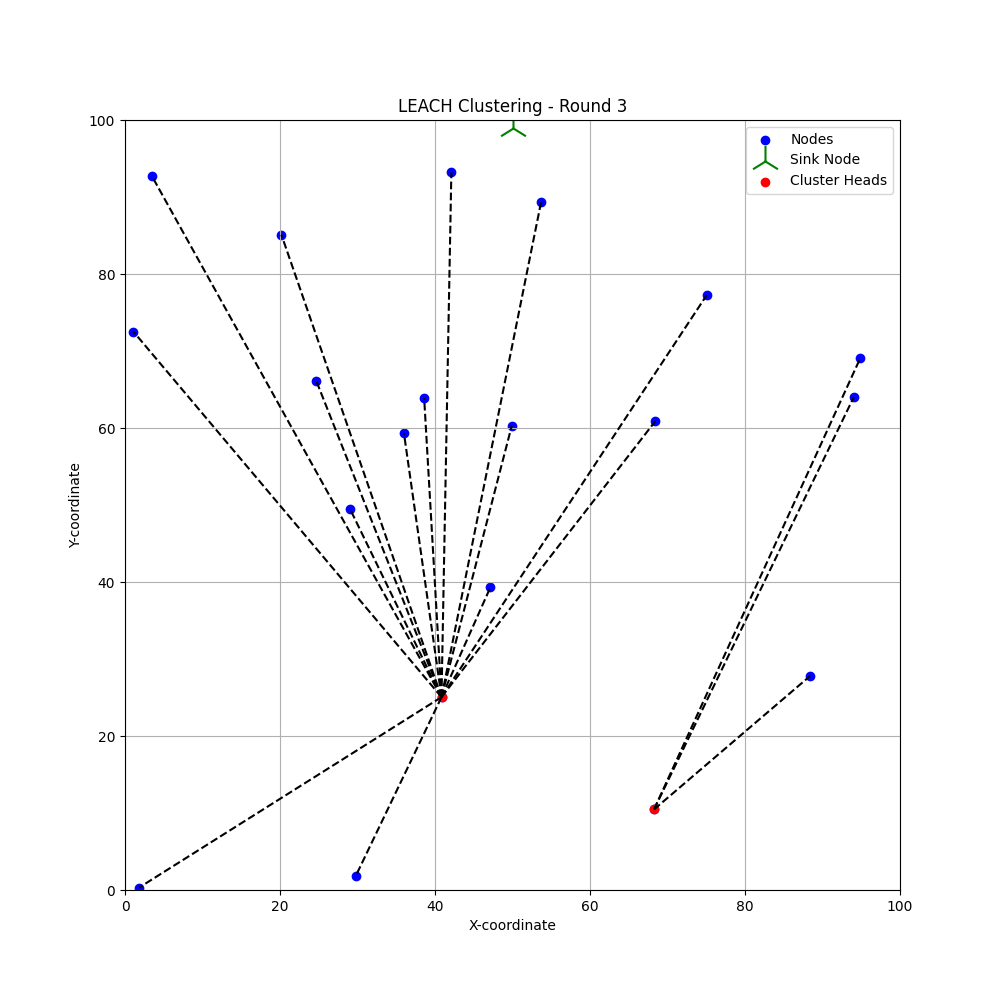 LEACH Clustering - Round 3
100
80
60
40
20
0
0 20 40 60 80 100
Y-coordinate
X-coordinate
Nodes
Sink Node
Cluster Heads